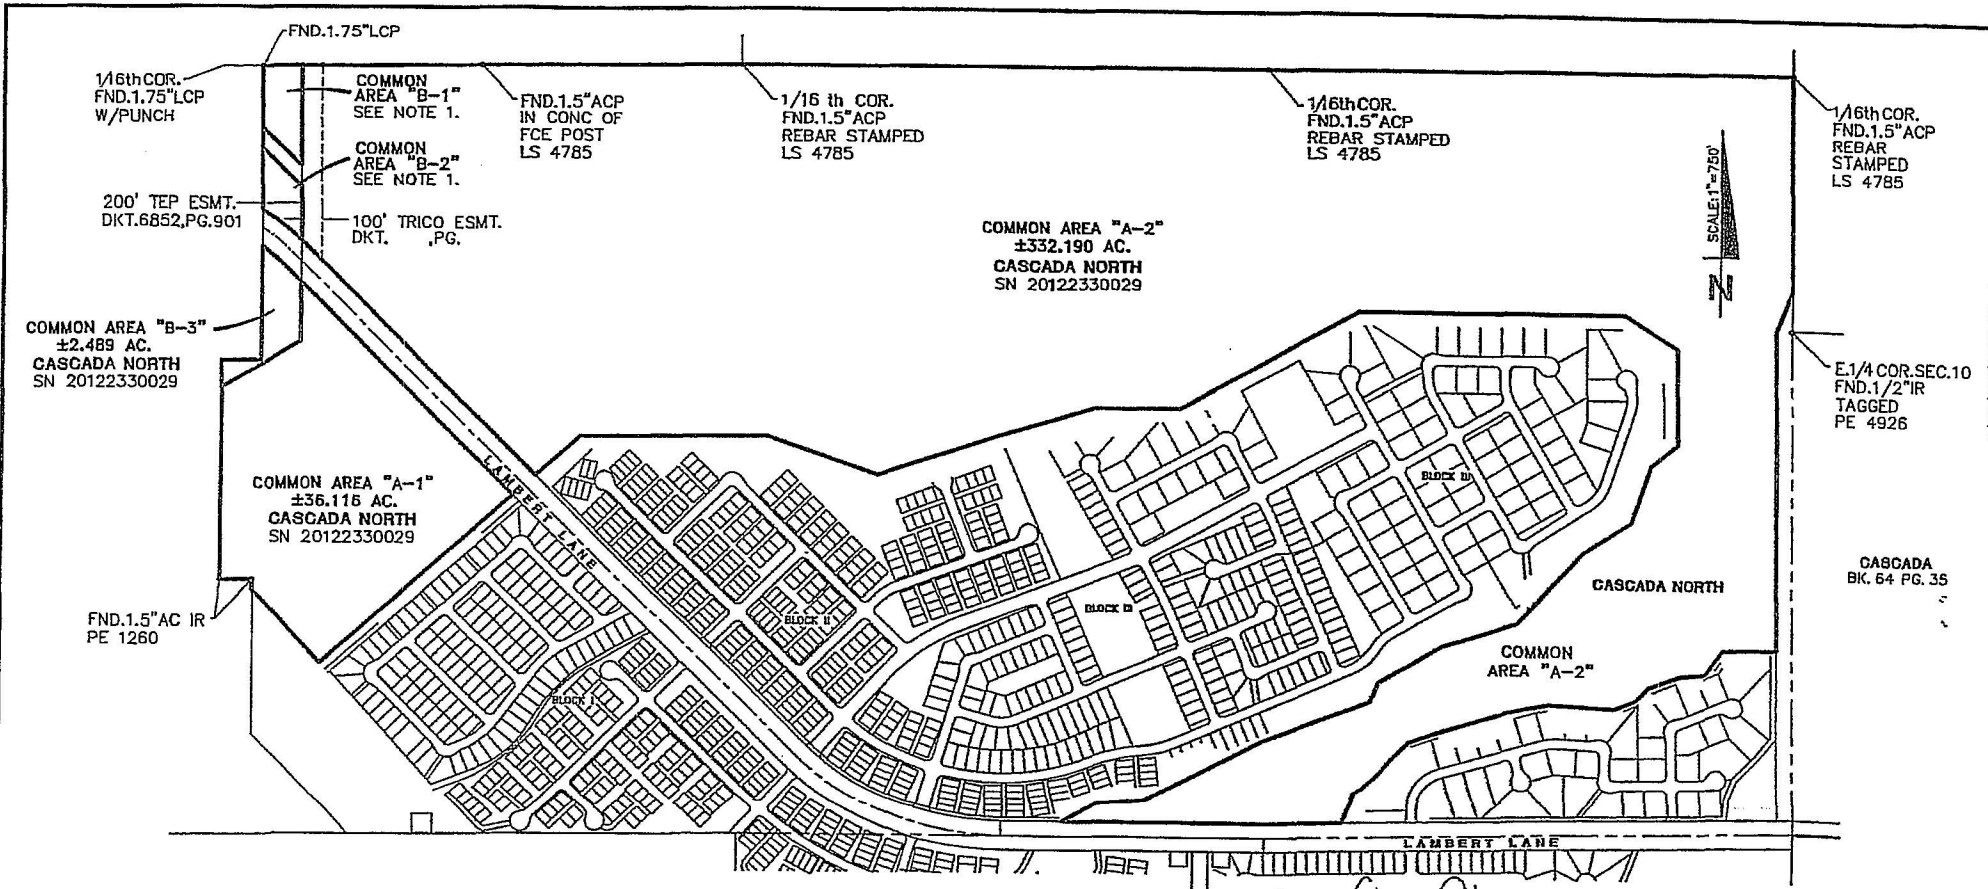 FND.1.75"LCP
1/16thCOR.
FND.1.75"LCP
W/PUNCH
COMMON
AREA "B-1"
SEE NOTE 1.
COMMON
AREA "B-2"
SEE NOTE 1.
FND.1.5"ACP
IN CONC OF
FCE POST
LS 4785
1/16 th COR.
FND.1.5"ACP
REBAR STAMPED
LS 4785
1/16thCOR.
FND.1.5"ACP
REBAR STAMPED
LS 4785
1/16thCOR.
FND.1.5"ACP
REBAR
STAMPED
LS 4785
200' TEP ESMT.
DKT.6852,PG.901
100' TRICO ESMT.
DKT. ,PG.
COMMON AREA "A-2"
±332.190 AC.
CASCADA NORTH
SN 20122330029
SCALE:1"=750'
N
COMMON AREA "B-3"
±2.489 AC.
CASCADA NORTH
SN 20122330029
E.1/4 COR.SEC.10
FND.1/2"IR
TAGGED
PE 4926
COMMON AREA "A-1"
±36.116 AC.
CASCADA NORTH
SN 20122330029
LAMBERT LANE
BLOCK III
CASCADA
BK. 64 PG. 35
CASCADA NORTH
FND.1.5"AC IR
PE 1260
BLOCK II
BLOCK III
COMMON
AREA "A-2"
BLOCK I
LAMBERT LANE